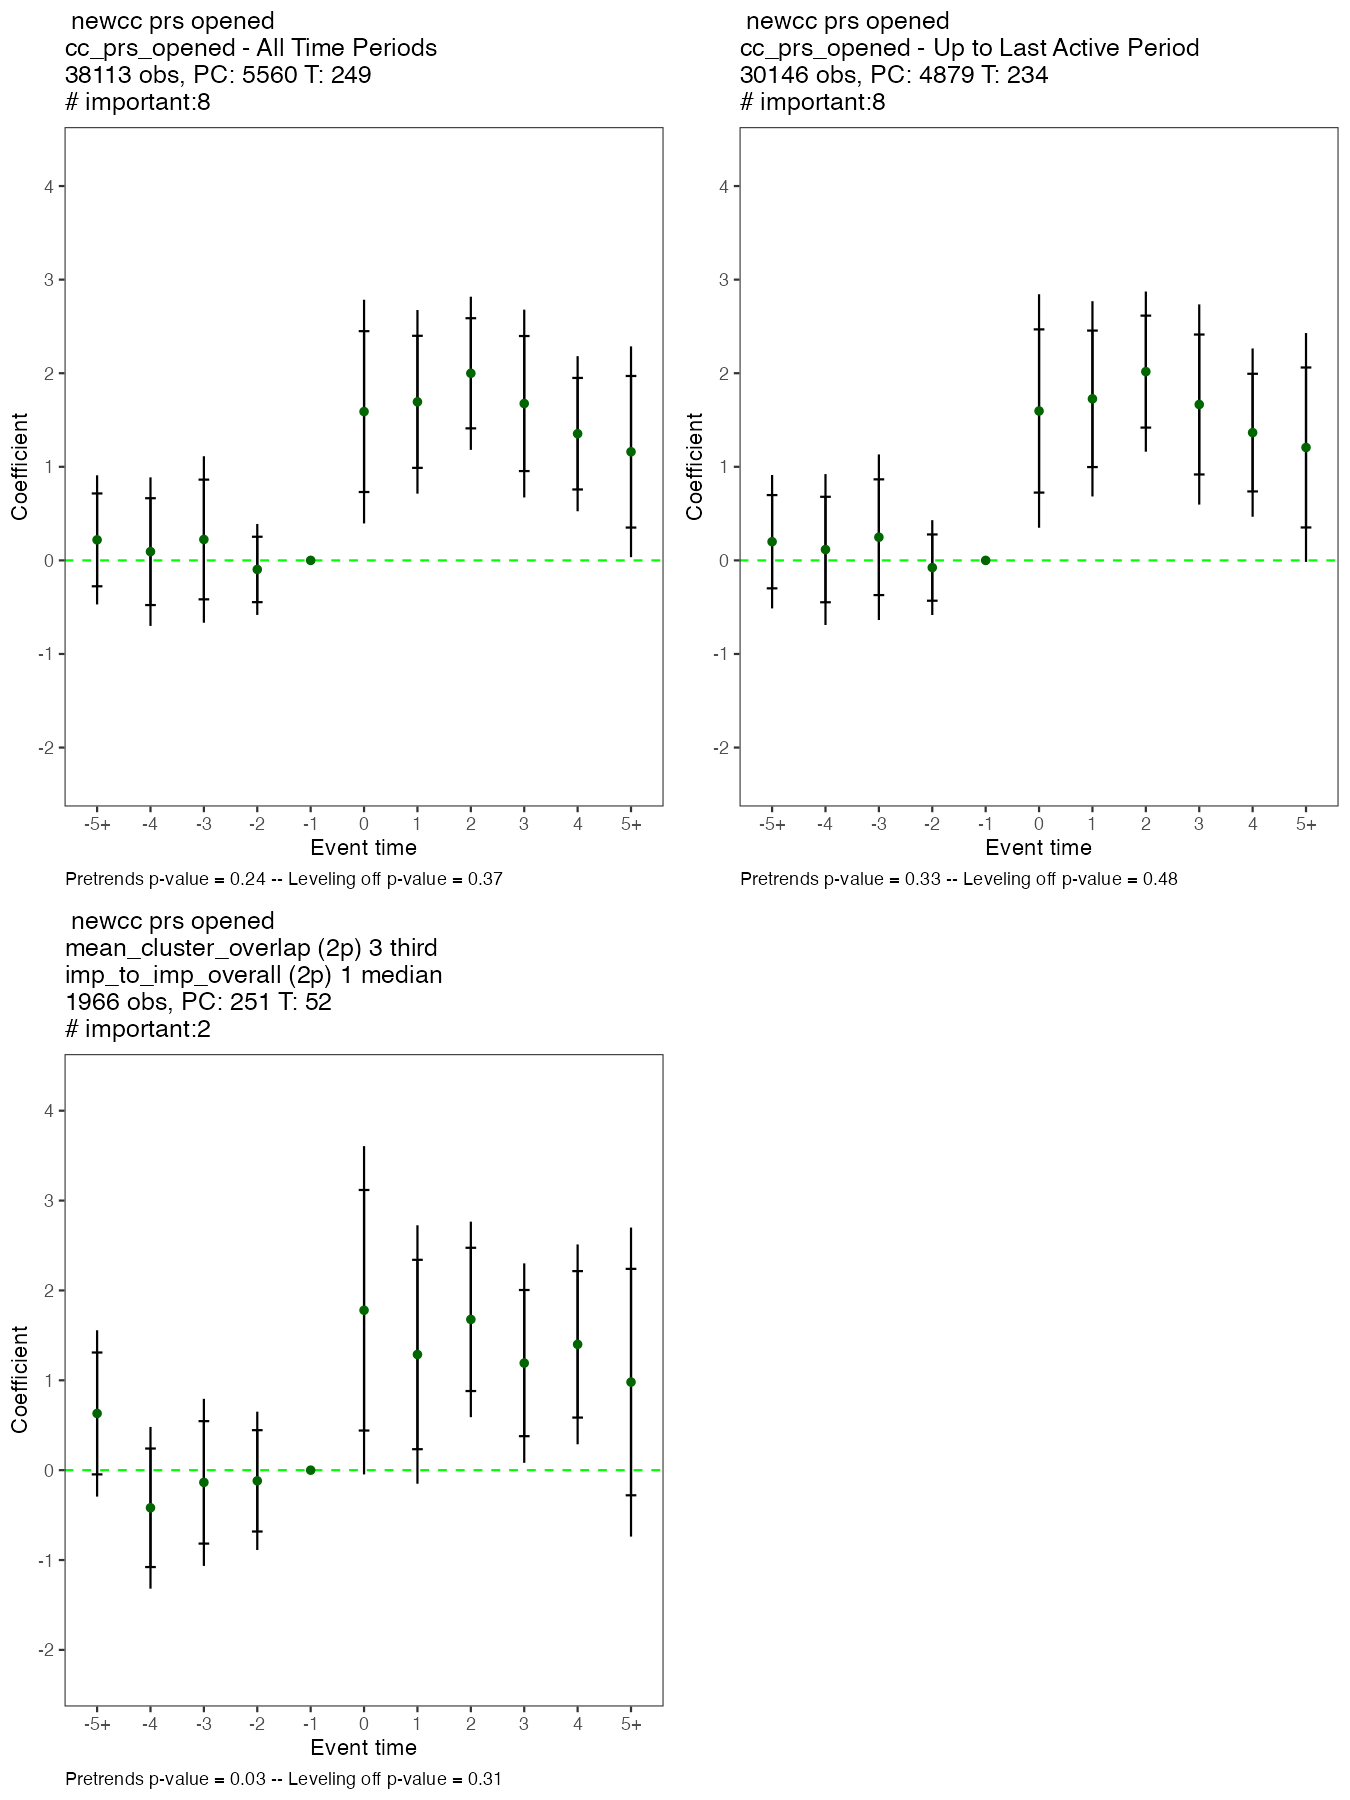 newcc prs opened
cc_prs_opened - All Time Periods
38113 obs, PC: 5560 T: 249
# important:8
4
3
2
1
0
-1
-2
Coefficient
-5+ -4 -3 -2 -1 0 1 2 3 4 5+
Event time
Pretrends p-value = 0.24 -- Leveling off p-value = 0.37
newcc prs opened
cc_prs_opened - Up to Last Active Period
30146 obs, PC: 4879 T: 234
# important:8
4
3
2
1
0
-1
-2
Coefficient
-5+ -4 -3 -2 -1 0 1 2 3 4 5+
Event time
Pretrends p-value = 0.33 -- Leveling off p-value = 0.48
newcc prs opened
mean_cluster_overlap (2p) 3 third
imp_to_imp_overall (2p) 1 median
1966 obs, PC: 251 T: 52
# important:2
4
3
2
1
0
-1
-2
Coefficient
-5+ -4 -3 -2 -1 0 1 2 3 4 5+
Event time
Pretrends p-value = 0.03 -- Leveling off p-value = 0.31